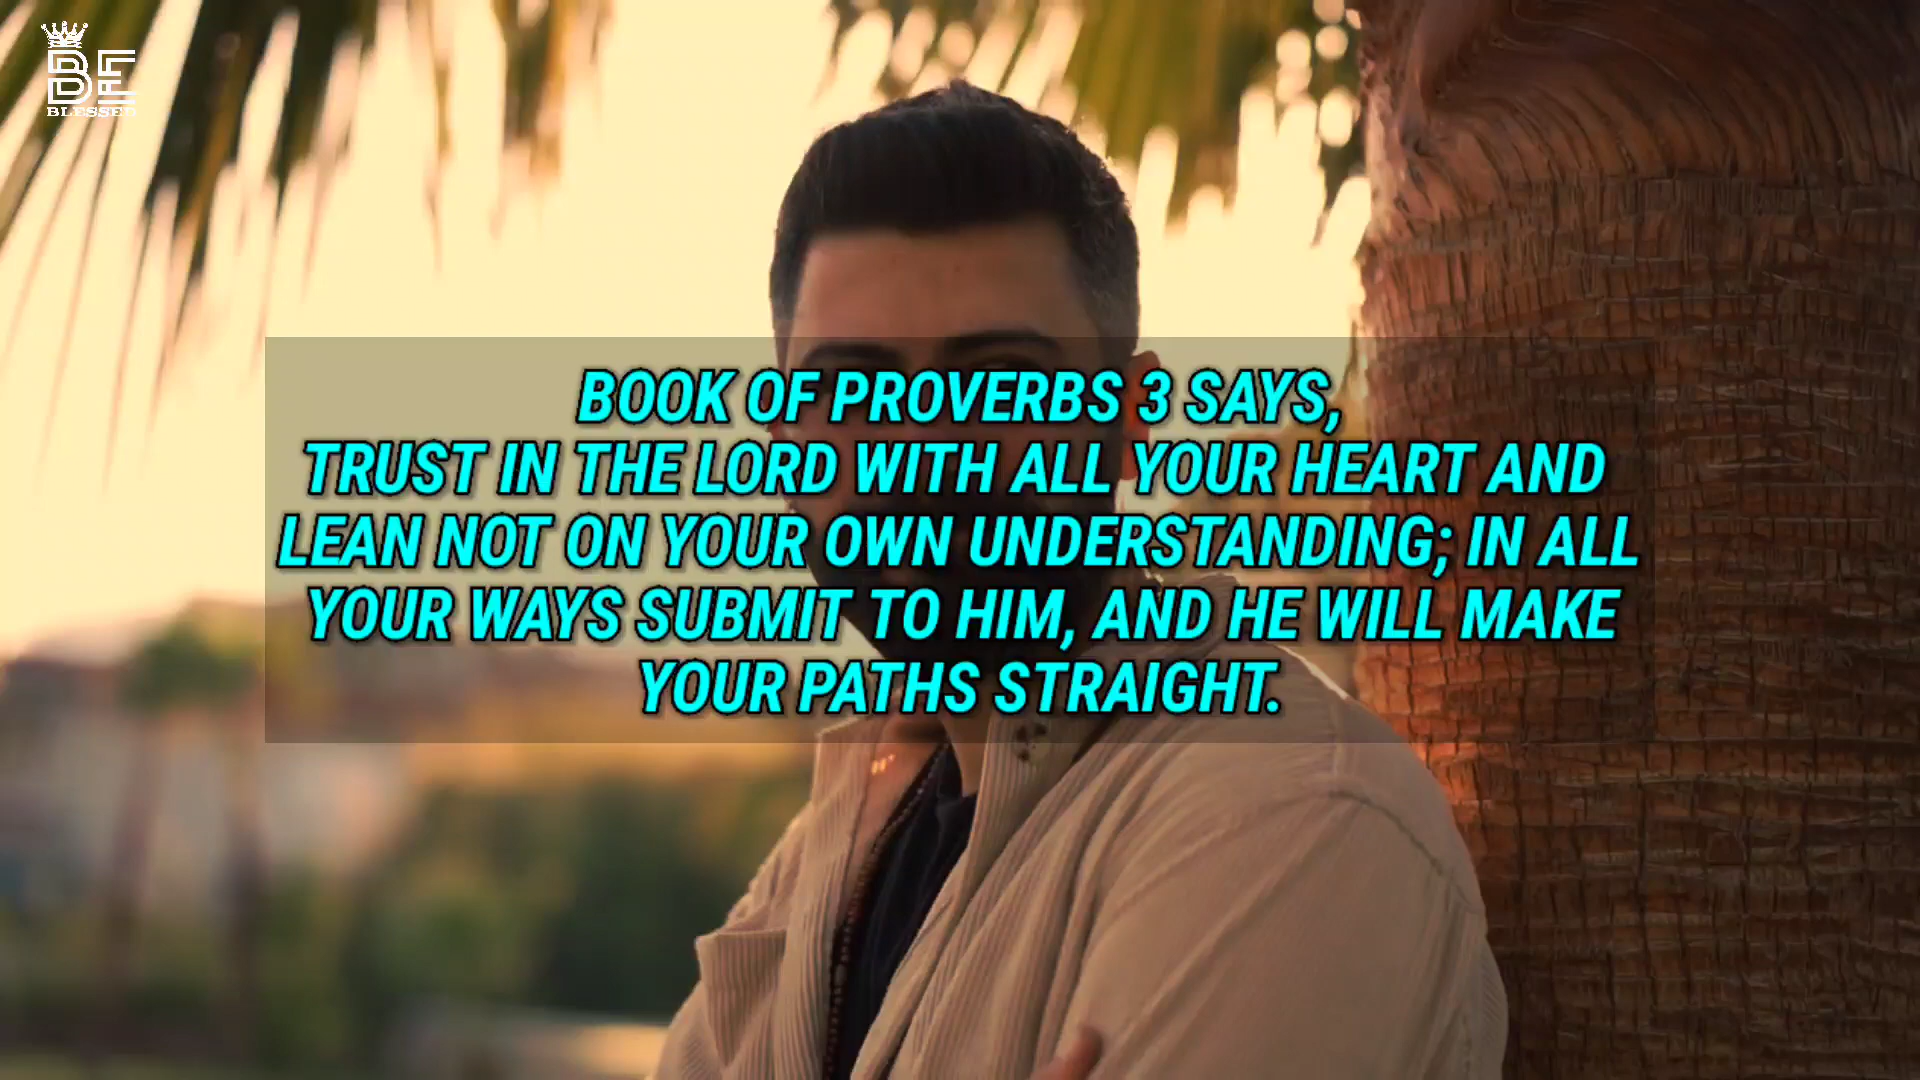 BE
BLESSED
BOOK OF PROVERBS 3 SAYS,
TRUST IN THE LORD WITH ALL YOUR HEART AND
LEAN NOT ON YOUR OWN UNDERSTANDING; IN ALL
YOUR WAYS SUBMIT TO HIM, AND HE WILL MAKE
YOUR PATHS STRAIGHT.